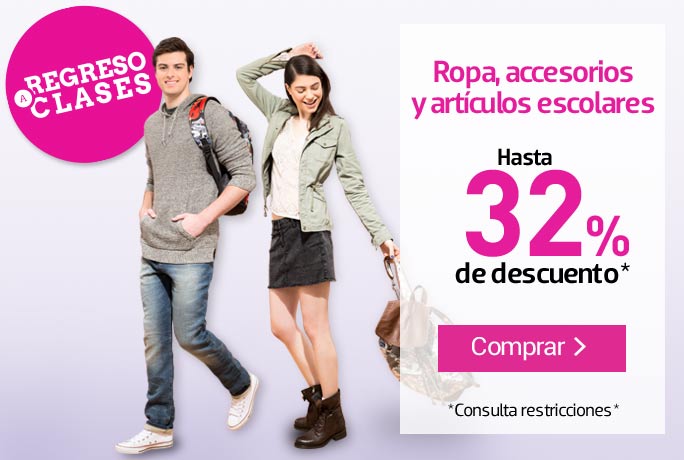 REGRESO
A CLASES
Ropa, accesorios
y artículos escolares
Hasta
32%
de descuento*
Comprar >
*Consulta restricciones*